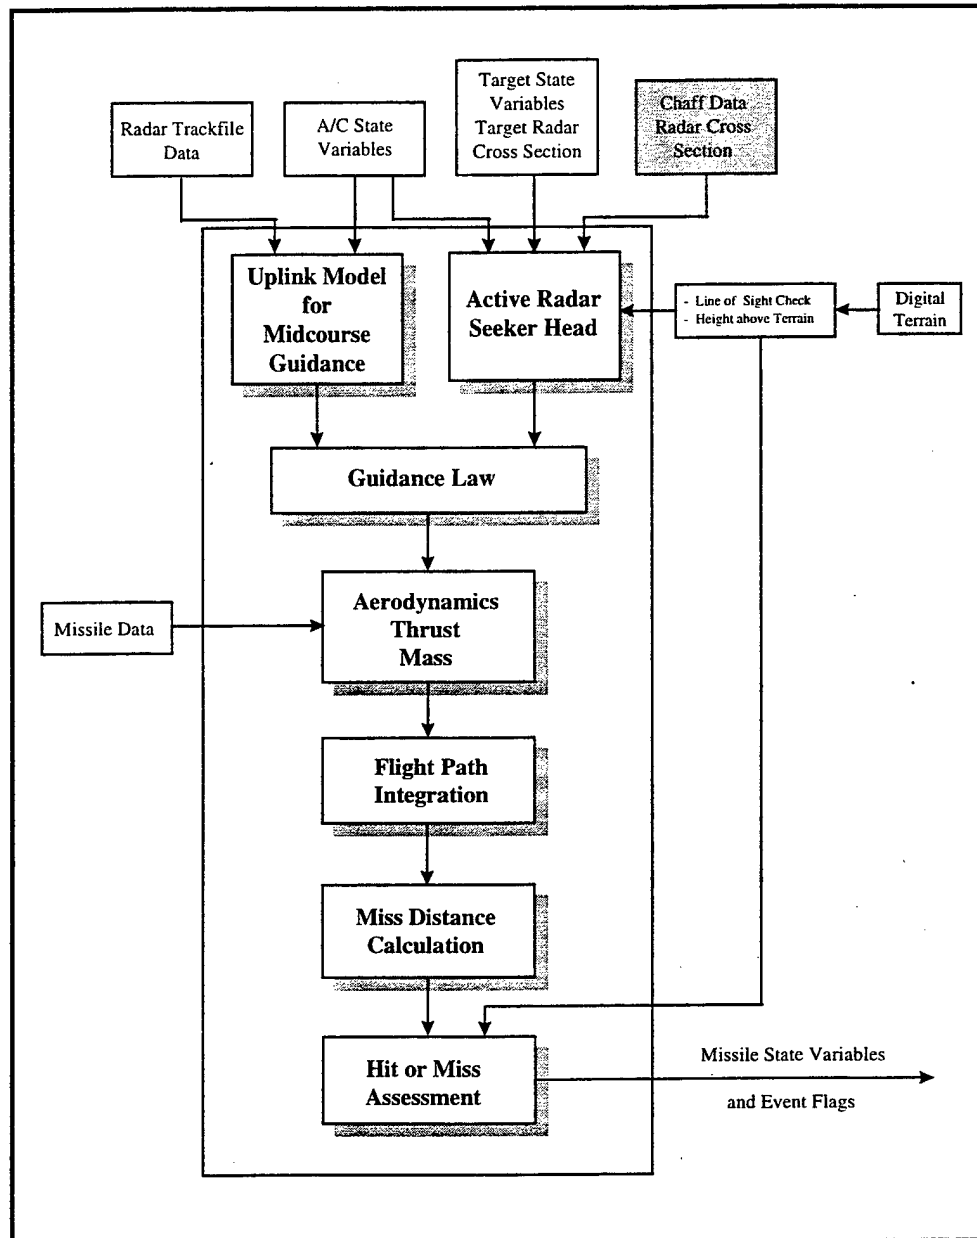 Radar Trackfile
Data
A/C State
Variables
Target State
Variables
Target Radar
Cross Section
Chaff Data
Radar Cross
Section
Uplink Model
for
Midcourse
Guidance
Active Radar
Seeker Head
- Line of Sight Check
- Height above Terrain
Digital
Terrain
Guidance Law
Missile Data
Aerodynamics
Thrust
Mass
Flight Path
Integration
Miss Distance
Calculation
Hit or Miss
Assessment
Missile State Variables
and Event Flags